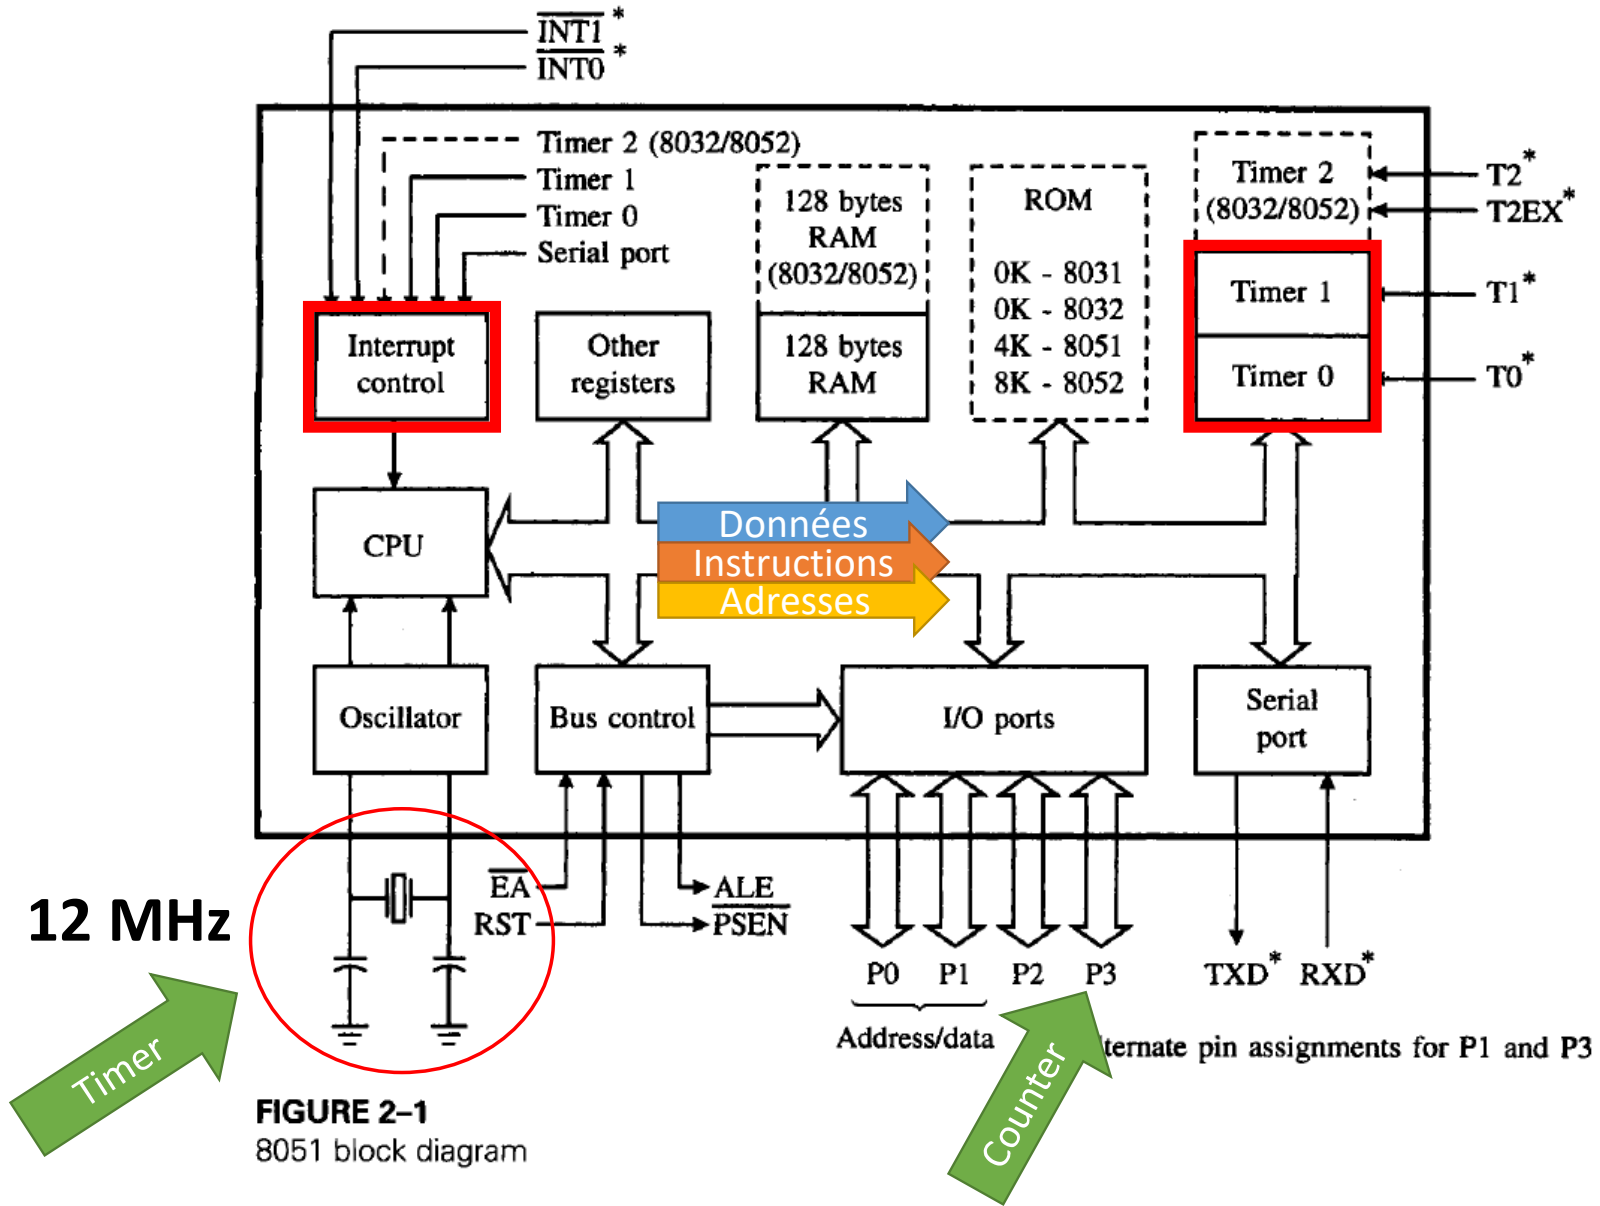 INT1*
INT0*
Timer 2 (8032/8052)
Timer 1
Timer 0
Serial port
128 bytes
RAM
(8032/8052)
128 bytes
RAM
ROM
0K - 8031
0K - 8032
4K - 8051
8K - 8052
Timer 2
(8032/8052)
Timer 1
Timer 0
T2*
T2EX*
T1*
T0*
Interrupt
control
Other
registers
CPU
Données
Instructions
Adresses
Oscillator
Bus control
I/O ports
Serial
port
12 MHz
EA
RST
ALE
PSEN
P0 P1 P2 P3
TXD* RXD*
Address/data
lternate pin assignments for P1 and P3
Timer
Counter
FIGURE 2–1
8051 block diagram